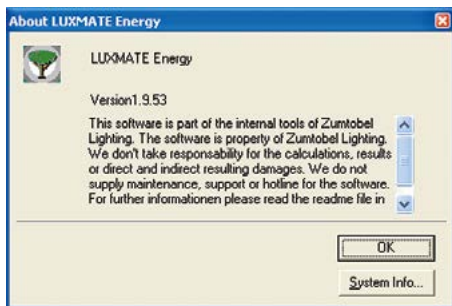 About LUXMATE Energy
LUXMATE Energy
Version1.9.53
This software is part of the internal tools of Zumtobel
Lighting. The software is property of Zumtobel Lighting.
We don't take responsability for the calculations, results
or direct and indirect resulting damages. We do not
supply maintenance, support or hotline for the software.
For further informationen please read the readme file in
OK
System Info...